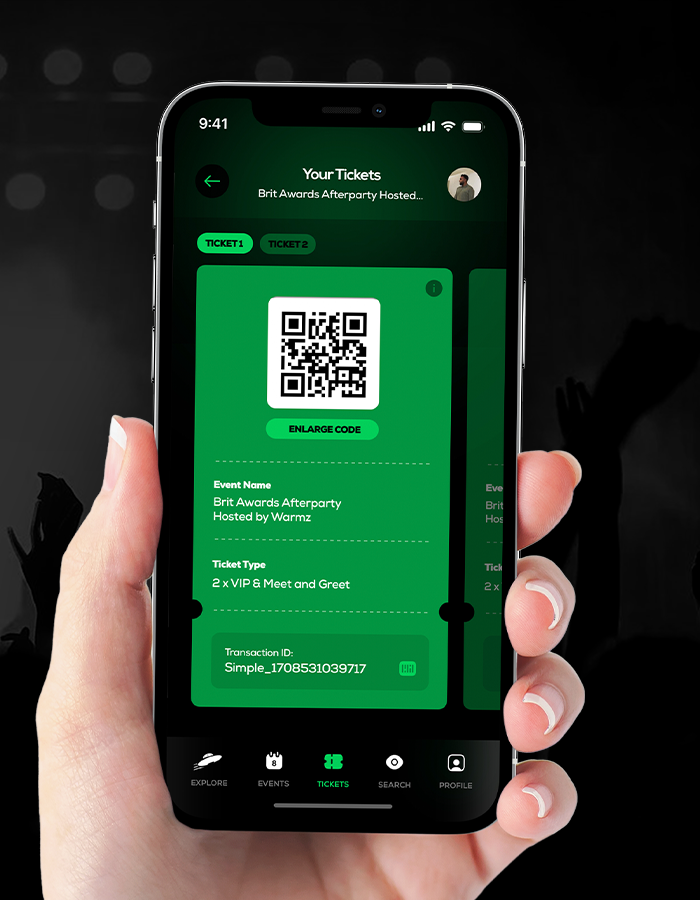 9:41
Your Tickets
Brit Awards Afterparty Hosted...
TICKET 1
TICKET 2
i
ENLARGE CODE
Event Name
Brit Awards Afterparty
Hosted by Warmz
Ticket Type
2 x VIP & Meet and Greet
Transaction ID:
Simple_1708531039717
Eve
Brit
Hos
Tick
2 x
8
EXPLORE
EVENTS
TICKETS
SEARCH
PROFILE